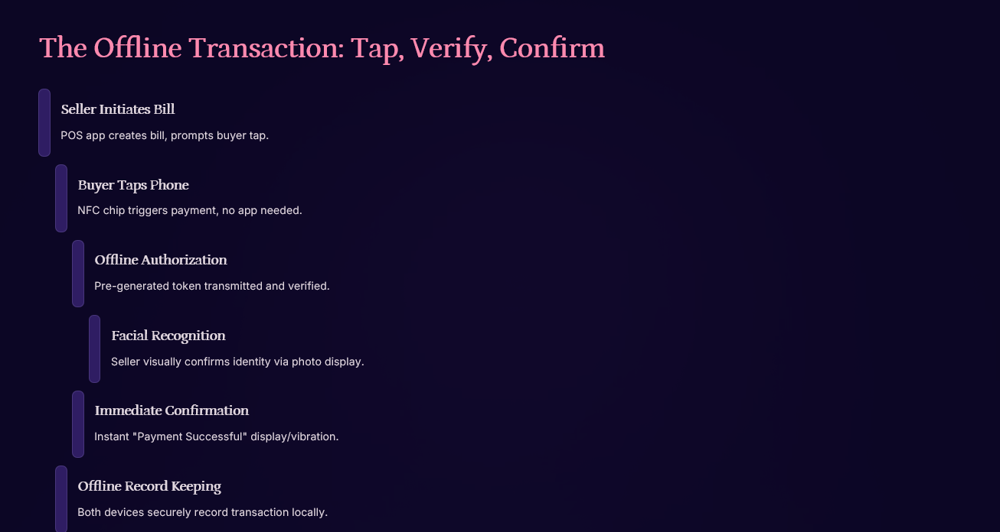 The Offline Transaction: Tap, Verify, Confirm
Seller Initiates Bill
POS app creates bill, prompts buyer tap.
Buyer Taps Phone
NFC chip triggers payment, no app needed.
Offline Authorization
Pre-generated token transmitted and verified.
Facial Recognition
Seller visually confirms identity via photo display.
Immediate Confirmation
Instant "Payment Successful" display/vibration.
Offline Record Keeping
Both devices securely record transaction locally.